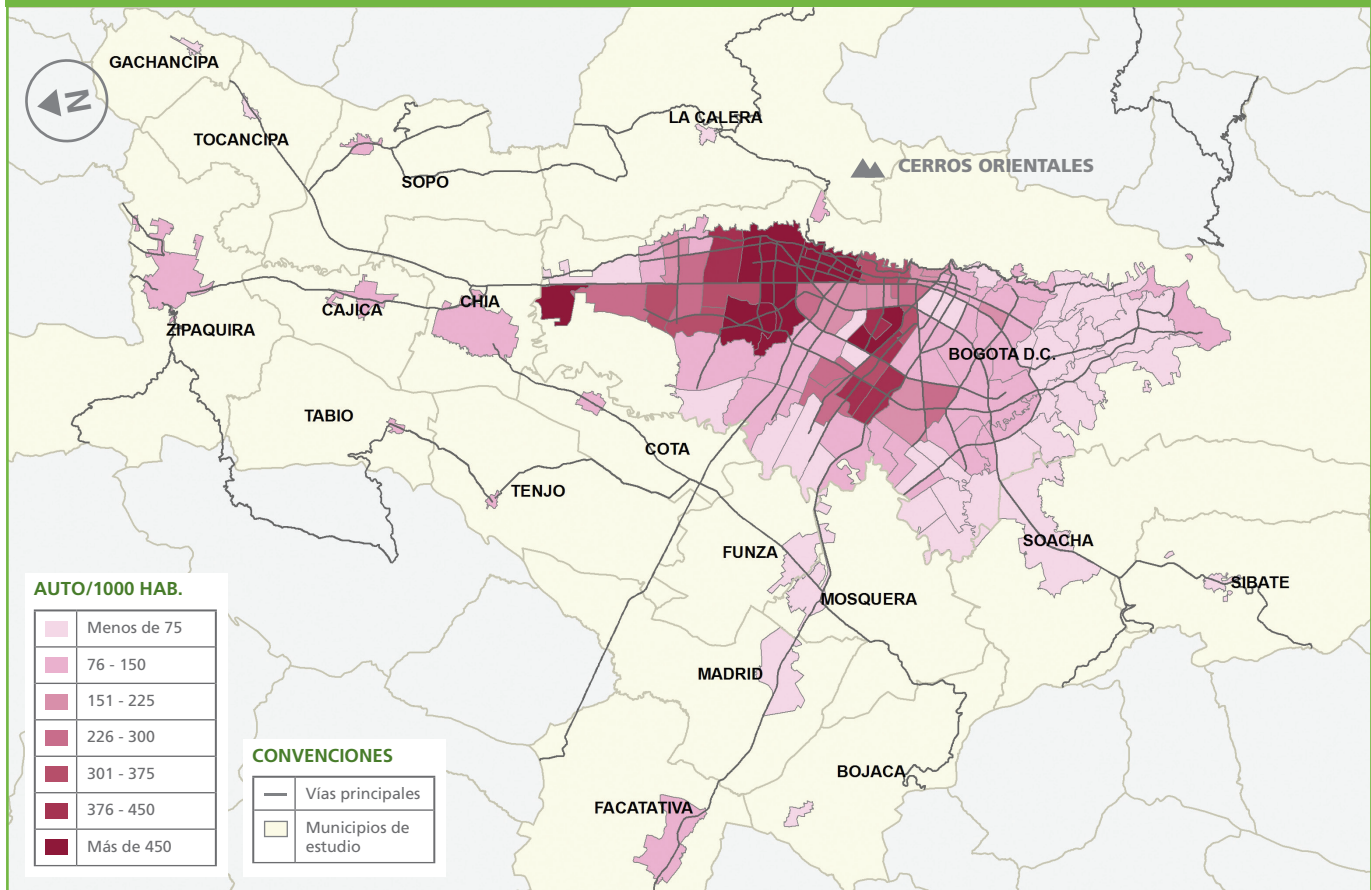 GACHANCIPA
N
TOCANCIPA
LA CALERA
CERROS ORIENTALES
SOPO
CAJICA
CHIA
ZIPAQUIRA
BOGOTA D.C.
TABIO
COTA
TENJO
FUNZA
SOACHA
SIBATE
MOSQUERA
MADRID
BOJACA
FACATATIVA
AUTO/1000 HAB.
Menos de 75
76 - 150
151 - 225
226 - 300
301 - 375
376 - 450
Más de 450
CONVENCIONES
Vías principales
Municipios de
estudio